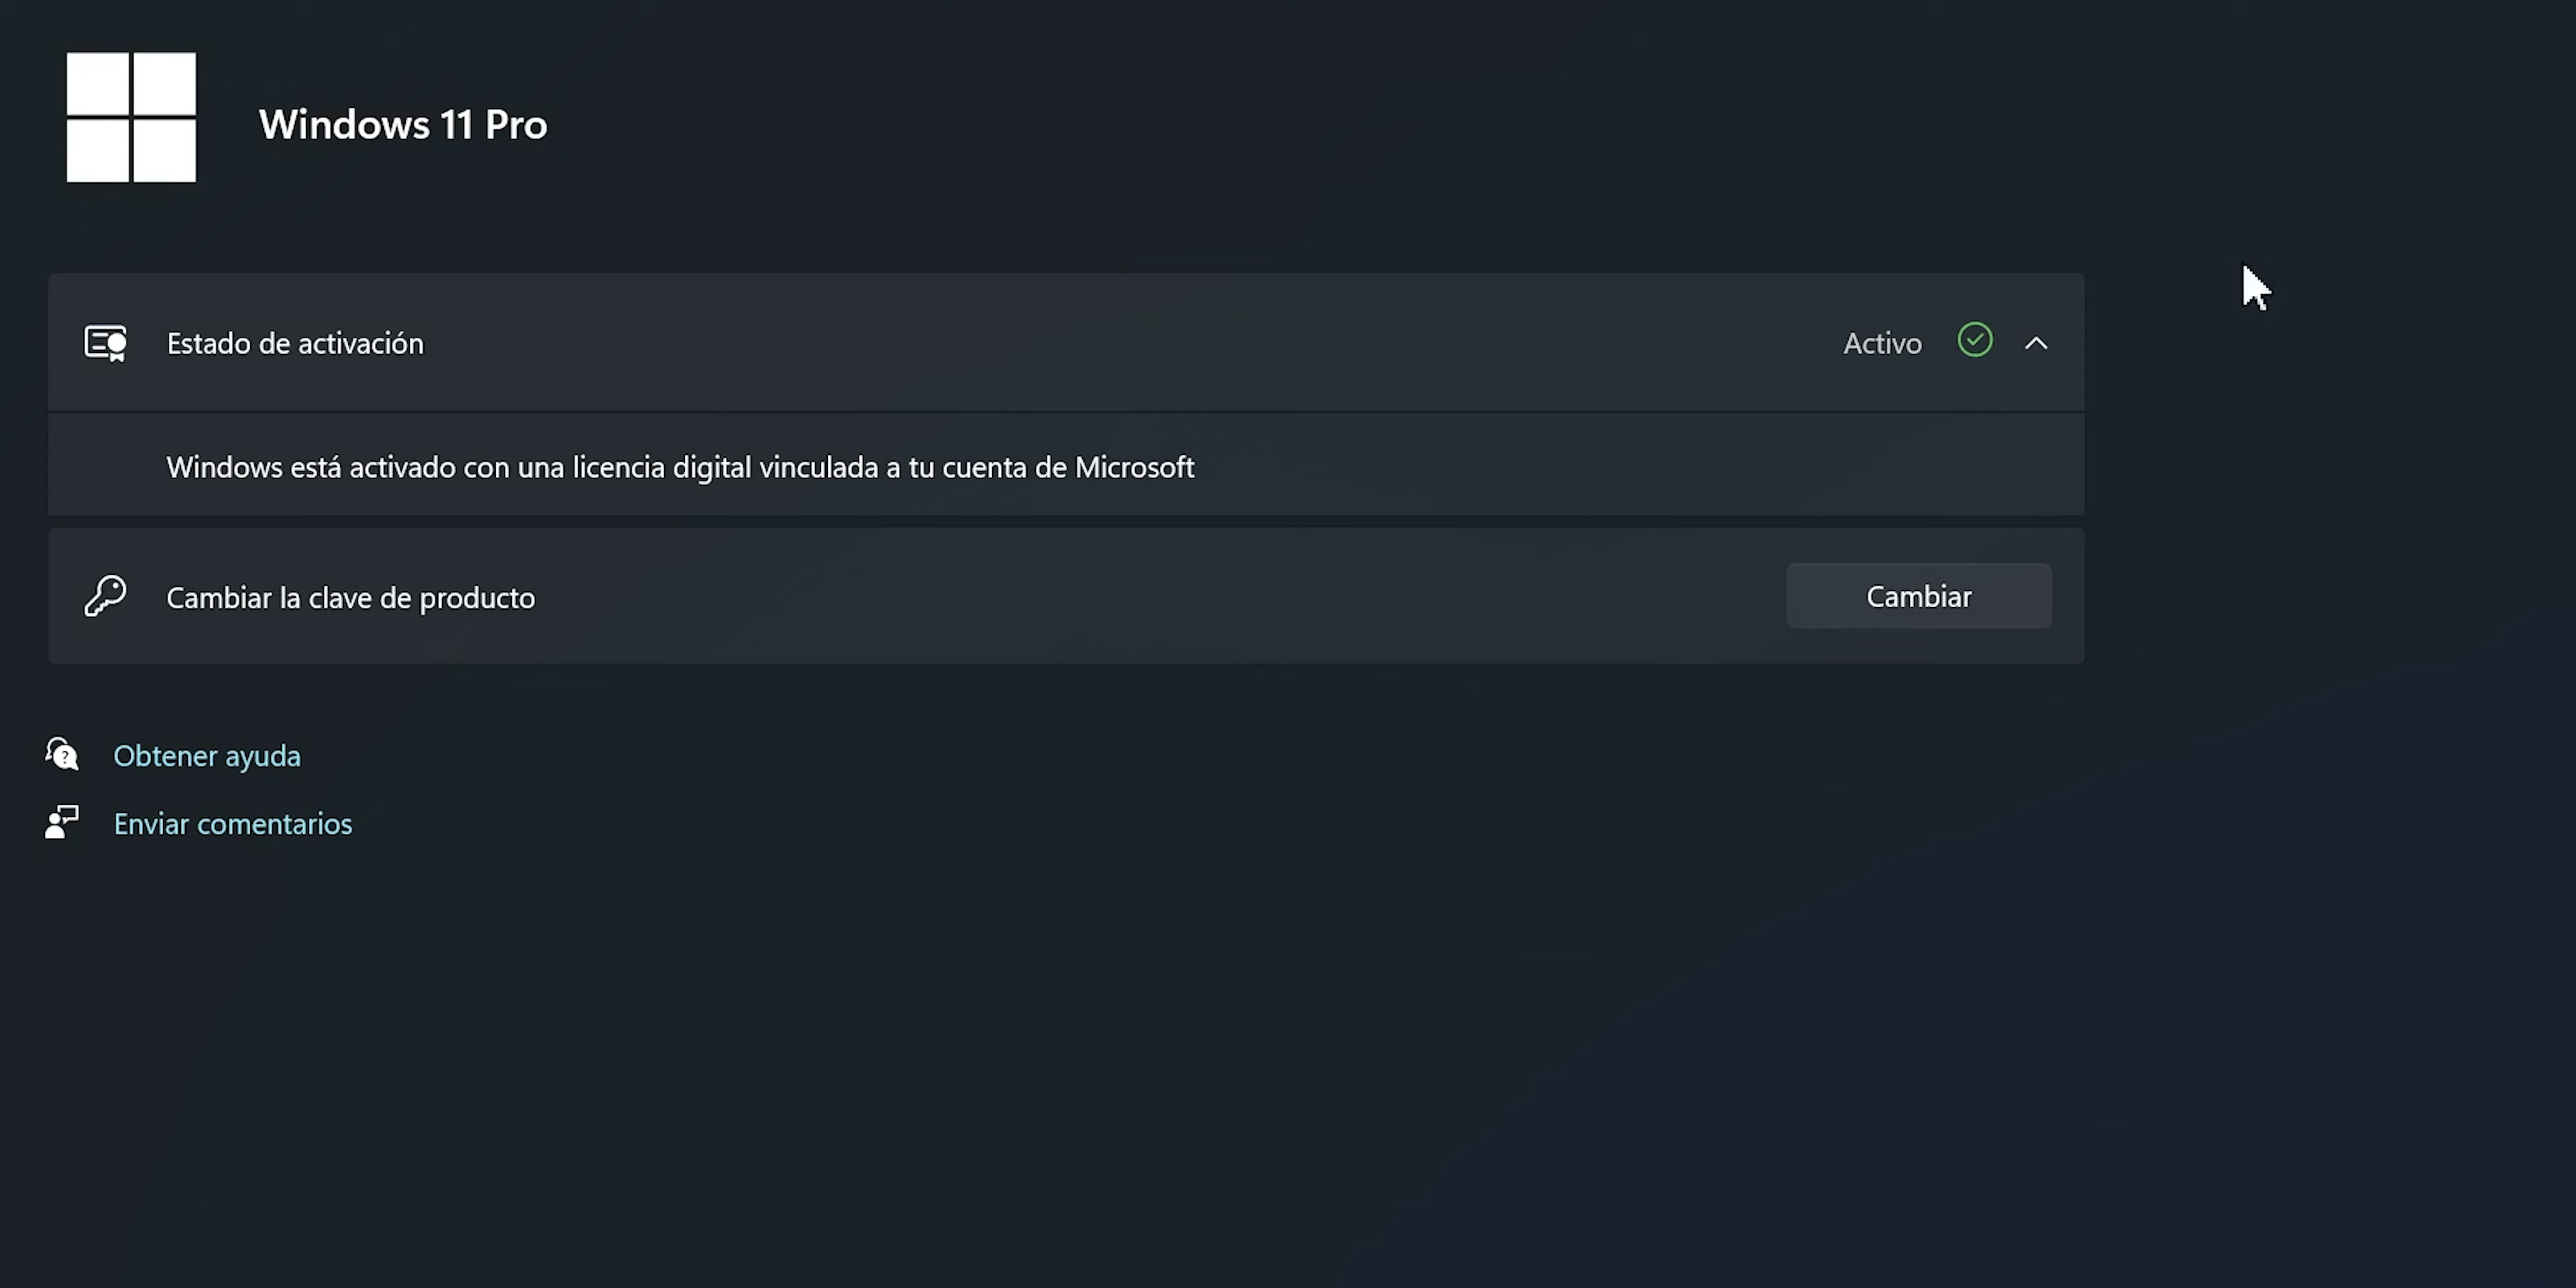 Windows 11 Pro
Estado de activación
Activo
Windows está activado con una licencia digital vinculada a tu cuenta de Microsoft
Cambiar la clave de producto
Cambiar
Obtener ayuda
Enviar comentarios